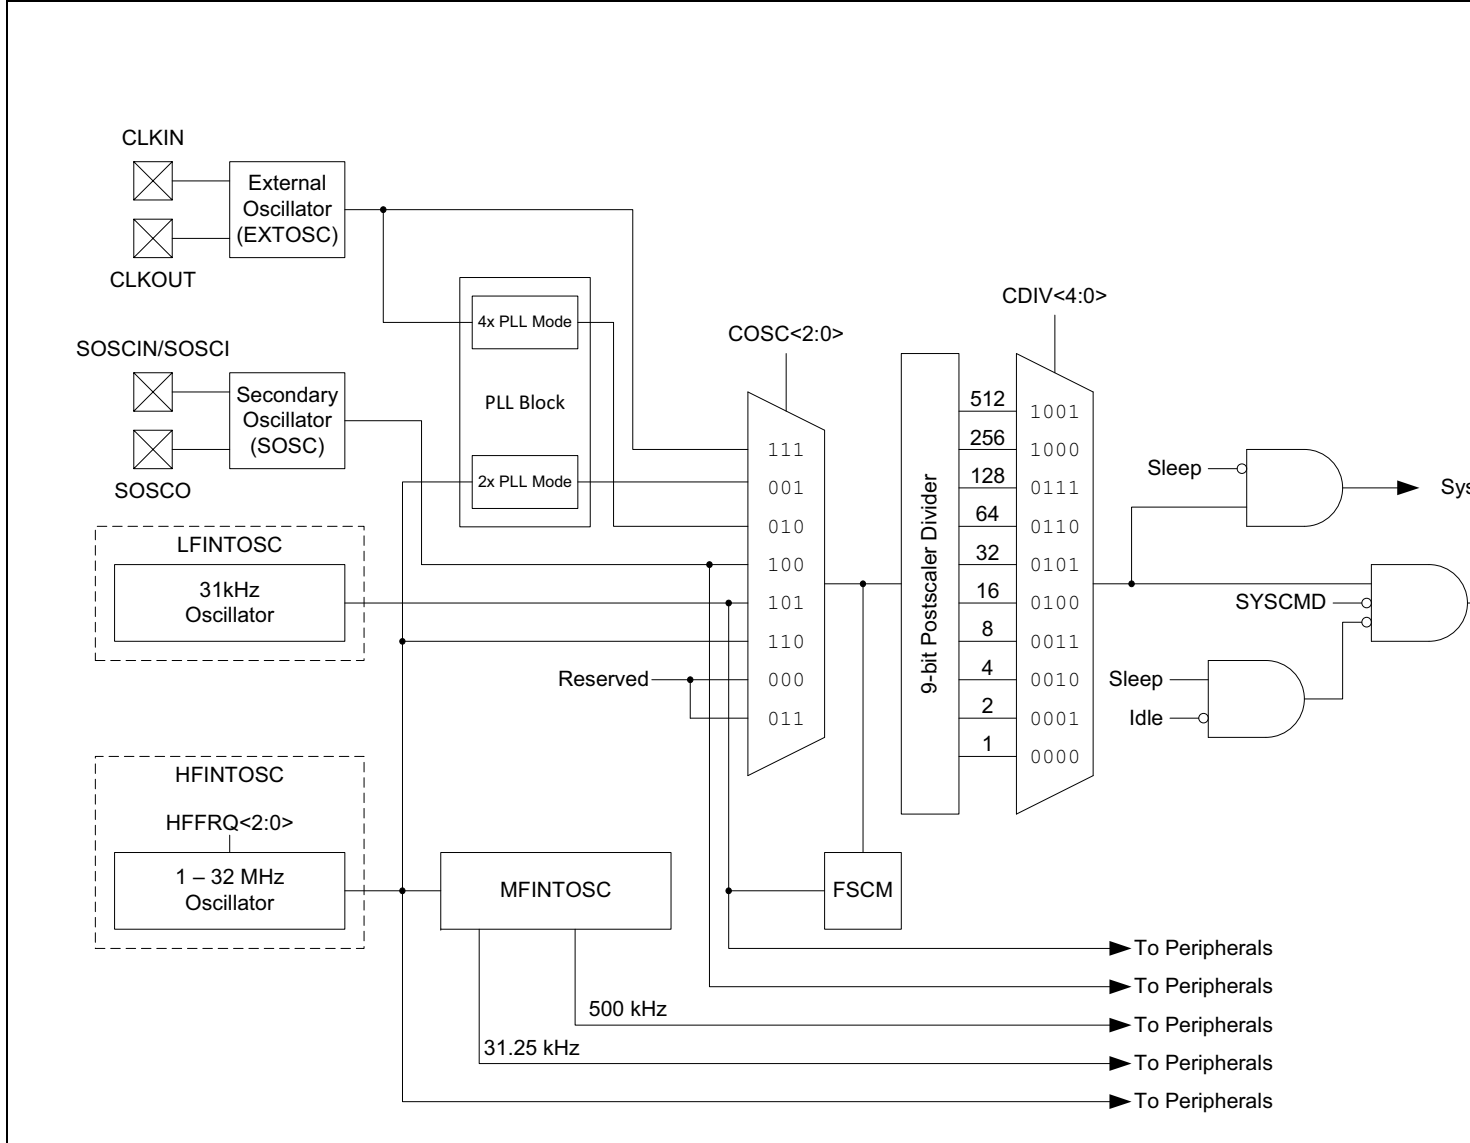 CLKIN
External
Oscillator
(EXTOSC)
CLKOUT
CDIV<4:0>
4x PLL Mode
COSC<2:0>
SOSCIN/SOSCI
Secondary
Oscillator
(SOSC)
SOSCO
PLL Block
2x PLL Mode
LFINTOSC
31kHz
Oscillator
111
001
010
100
101
110
000
011
Reserved
9-bit Postscaler Divider
512
256
128
64
32
16
8
4
2
1
1001
1000
0111
0110
0101
0100
0011
0010
0001
0000
Sleep
Sys
SYSCMD
Sleep
Idle
HFINTOSC
HFFRQ<2:0>
1 – 32 MHz
Oscillator
MFINTOSC
FSCM
To Peripherals
To Peripherals
500 kHz
To Peripherals
31.25 kHz
To Peripherals
To Peripherals